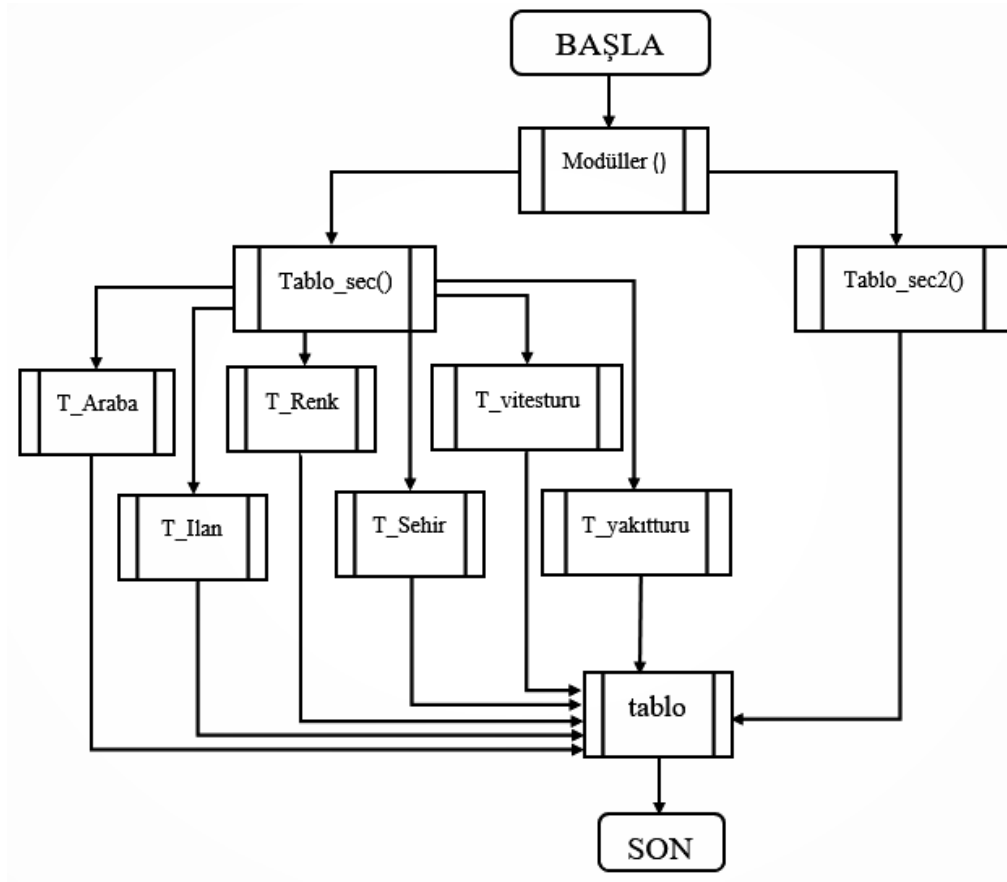 BAŞLA
Modüller ()
Tablo_sec()
Tablo_sec2()
T_Araba
T_Renk
T_vitesturu
T_Ilan
T_Sehir
T_yakıtturu
tablo
SON